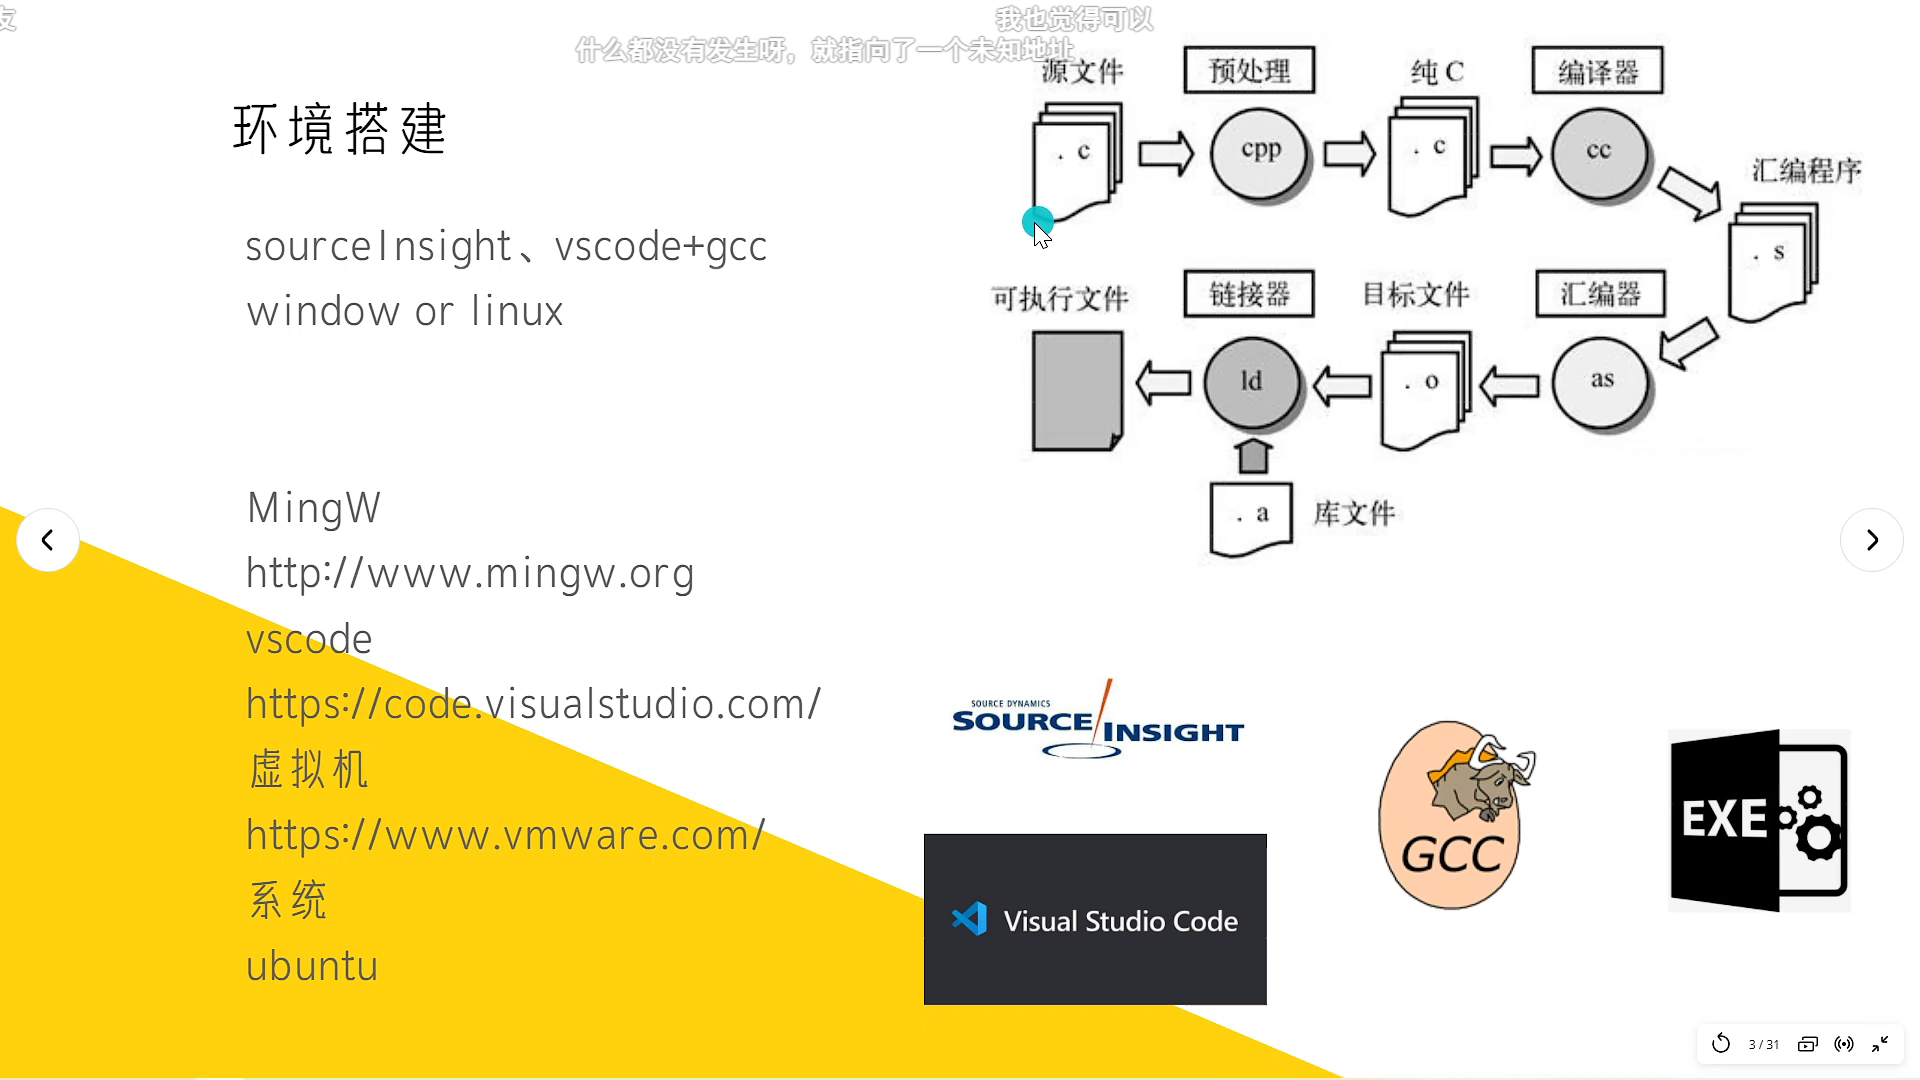 友
我也觉得可以
什么都没有发生呀，就指向了一个未知地址
环境搭建
sourceInsight、vscode+gcc
window or linux
MingW
http://www.mingw.org
vscode
https://code.visualstudio.com/
虚拟机
https://www.vmware.com/
系统
ubuntu
源文件
预处理
纯 C
编译器
. c
cpp
. c
cc
汇编程序
. s
可执行文件
链接器
目标文件
汇编器
ld
. o
as
. a
库文件
SOURCE DYNAMICS
SOURCE INSIGHT
GCC
EXE
Visual Studio Code
3 / 31